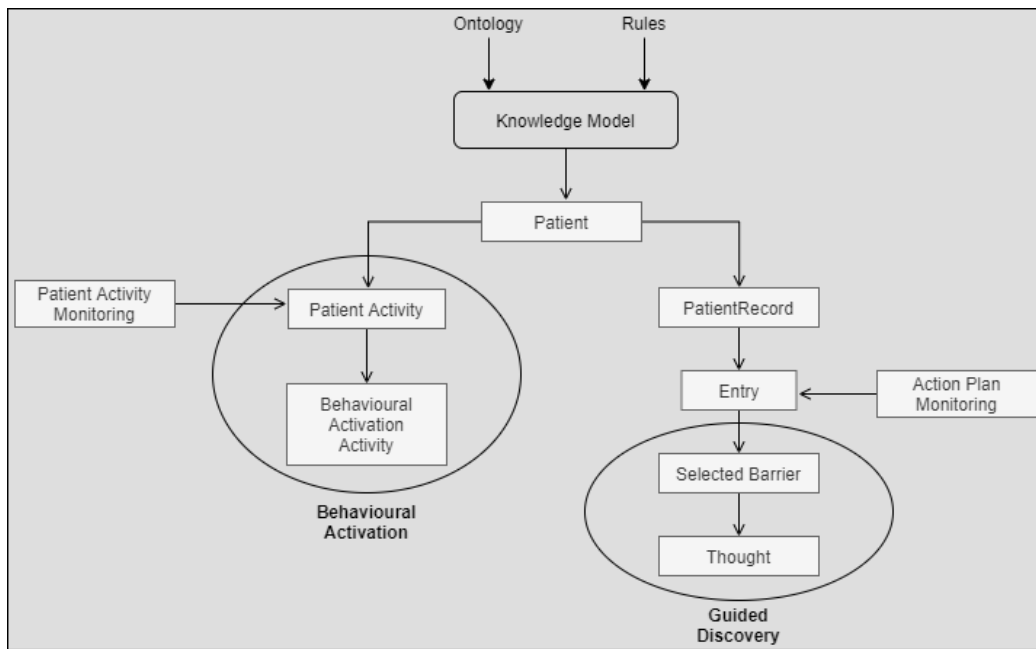 Ontology
Rules
Knowledge Model
Patient
Patient Activity
Monitoring
Patient Activity
PatientRecord
Behavioural
Activation
Activity
Entry
Action Plan
Monitoring
Selected Barrier
Behavioural
Activation
Thought
Guided
Discovery